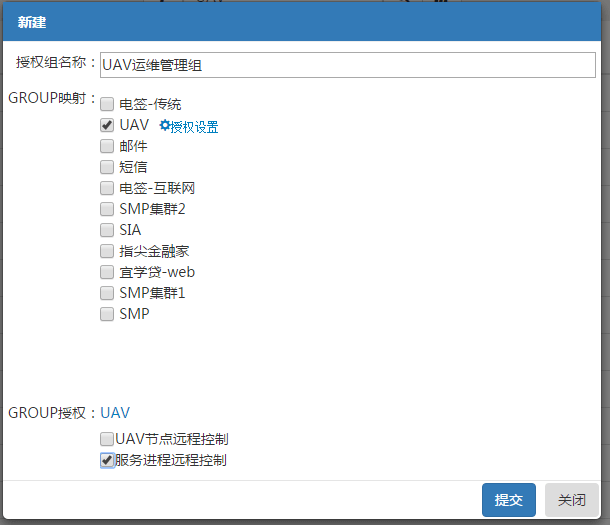 新建
授权组名称：UAV运维管理组
GROUP映射：
电签-传统
UAV 授权设置
邮件
短信
电签-互联网
SMP集群2
SIA
指尖金融家
宜学贷-web
SMP集群1
SMP
GROUP授权：UAV
UAV节点远程控制
服务进程远程控制
提交 关闭